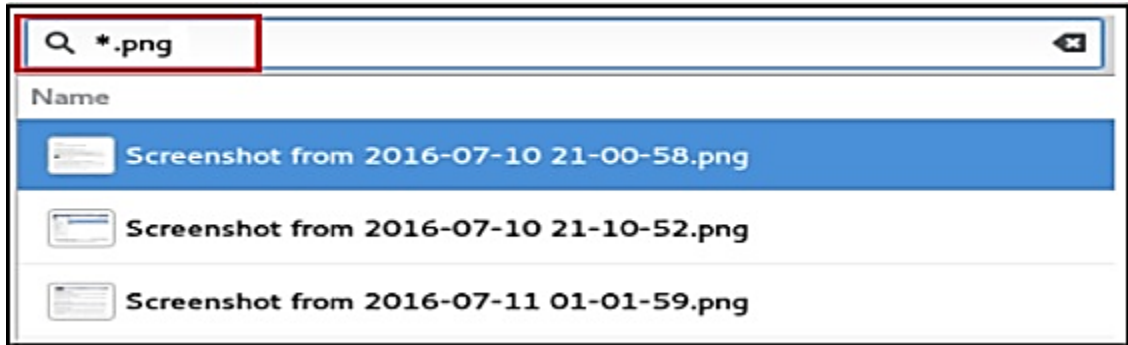 *.png
Name
Screenshot from 2016-07-10 21-00-58.png
Screenshot from 2016-07-10 21-10-52.png
Screenshot from 2016-07-11 01-01-59.png